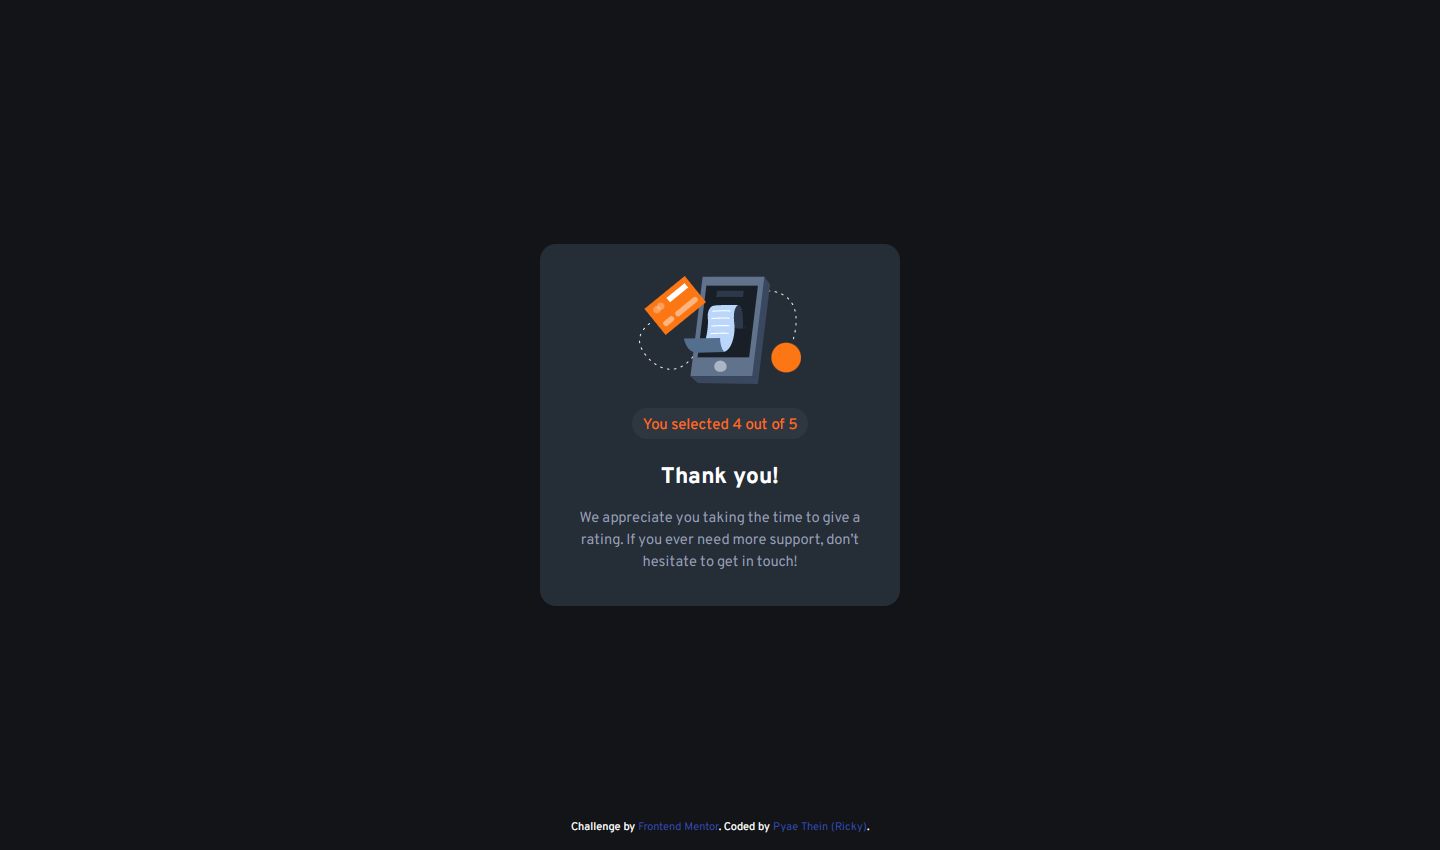 You selected 4 out of 5
Thank you!
We appreciate you taking the time to give a
rating. If you ever need more support, don’t
hesitate to get in touch!
Challenge by Frontend Mentor. Coded by Pyae Thein (Ricky).